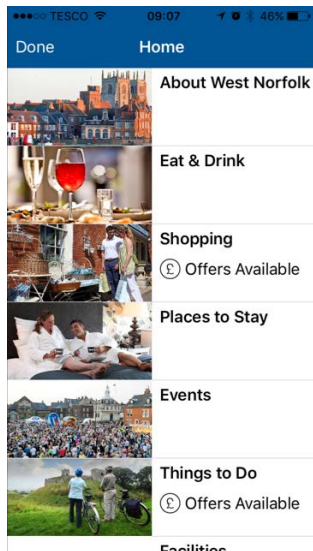 TESCO 09:07 46%
Done Home
About West Norfolk
Eat & Drink
Shopping
£ Offers Available
Places to Stay
Events
Things to Do
£ Offers Available
Facilities